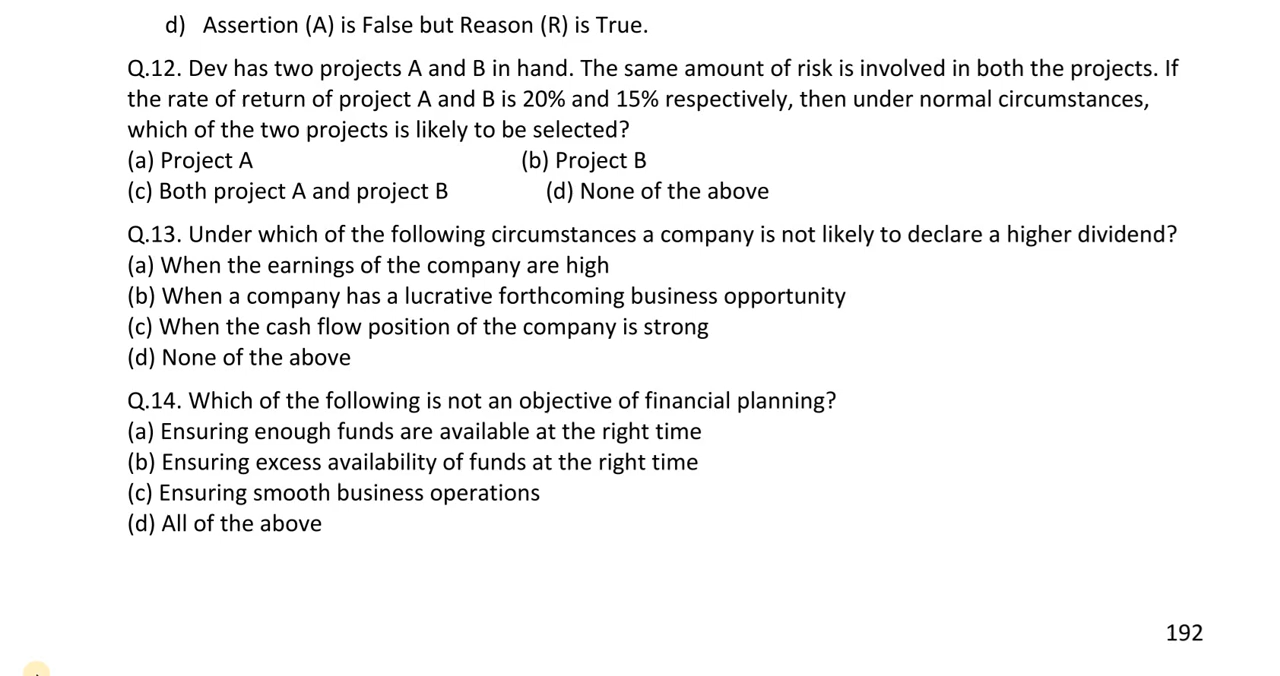 d) Assertion (A) is False but Reason (R) is True.
Q.12. Dev has two projects A and B in hand. The same amount of risk is involved in both the projects. If
the rate of return of project A and B is 20% and 15% respectively, then under normal circumstances,
which of the two projects is likely to be selected?
(a) Project A (b) Project B
(c) Both project A and project B (d) None of the above
Q.13. Under which of the following circumstances a company is not likely to declare a higher dividend?
(a) When the earnings of the company are high
(b) When a company has a lucrative forthcoming business opportunity
(c) When the cash flow position of the company is strong
(d) None of the above
Q.14. Which of the following is not an objective of financial planning?
(a) Ensuring enough funds are available at the right time
(b) Ensuring excess availability of funds at the right time
(c) Ensuring smooth business operations
(d) All of the above
192